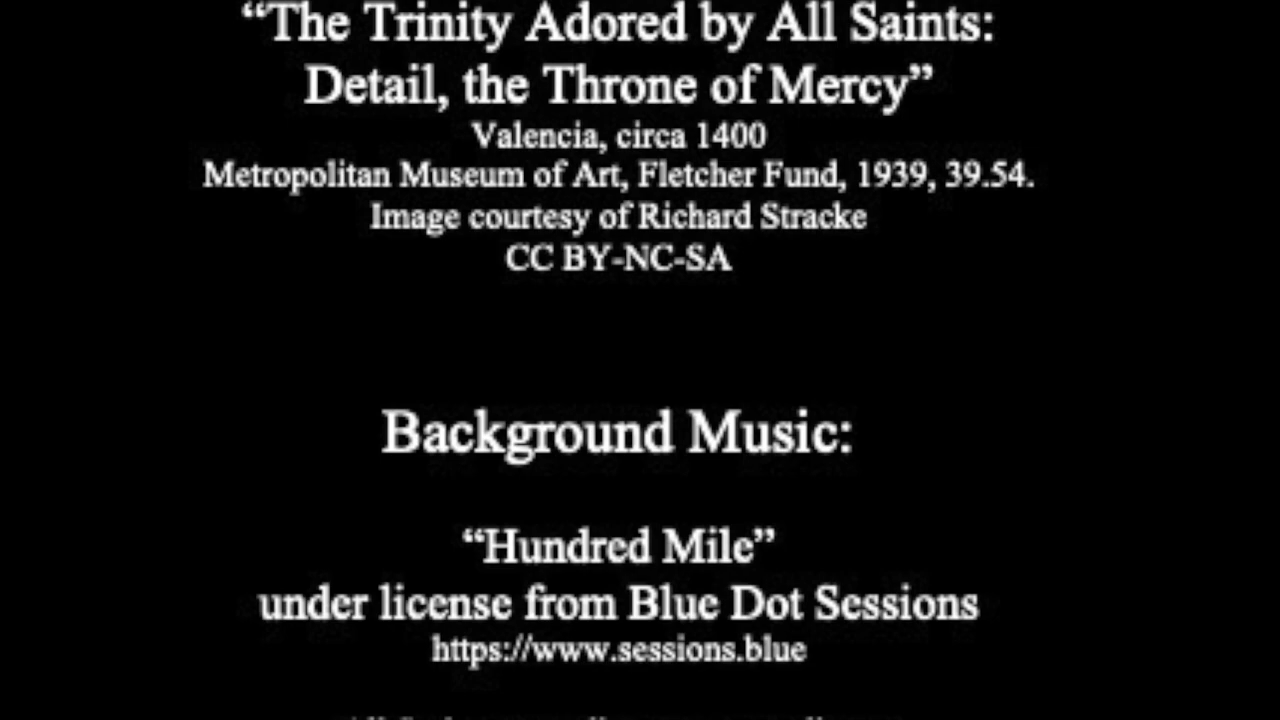 “The Trinity Adored by All Saints:
Detail, the Throne of Mercy”
Valencia, circa 1400
Metropolitan Museum of Art, Fletcher Fund, 1939, 39.54.
Image courtesy of Richard Stracke
CC BY-NC-SA
Background Music:
“Hundred Mile”
under license from Blue Dot Sessions
https://www.sessions.blue